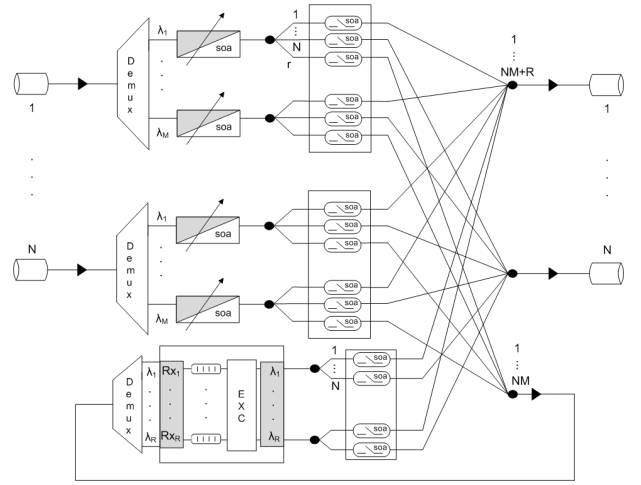 Demux
λ1
.
.
.
λM
soa
soa
1
⋮
N
r
soa
soa
soa
soa
soa
soa
1
⋮
NM+R
1
1
.
.
.
.
.
.
N
N
Demux
λ1
.
.
.
λM
soa
soa
soa
soa
soa
soa
soa
soa
Demux
λ1
.
.
.
λR
Rx1
.
.
.
RxR
EXC
λ1
.
.
.
λR
1
⋮
N
soa
soa
soa
soa
1
⋮
NM